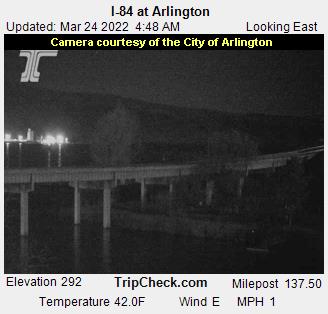 I-84 at Arlington
Updated: Mar 24 2022 4:48 AM Looking East
Camera courtesy of the City of Arlington
Elevation 292 TripCheck.com Milepost 137.50
Temperature 42.0F Wind E MPH 1